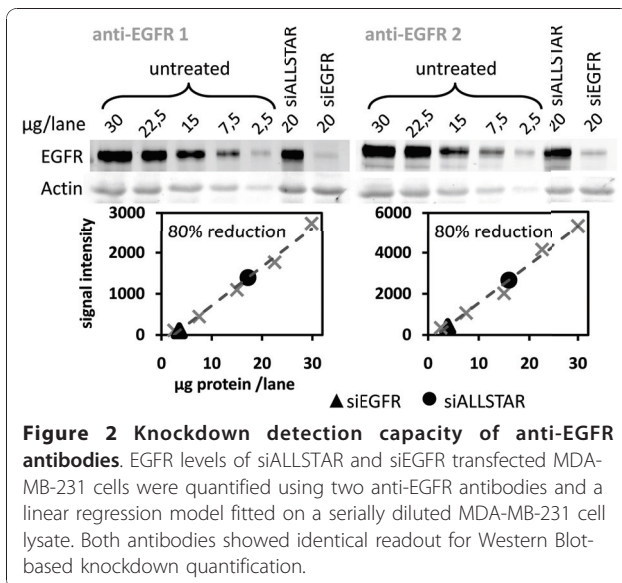 anti-EGFR 1
anti-EGFR 2
untreated
untreated
µg/lane 30 22,5 15 7,5 2,5 20 siALLSTAR 20 siEGFR
30 22,5 15 7,5 2,5 20 siALLSTAR 20 siEGFR
EGFR
Actin
signal intensity
3000
2000
1000
0
80% reduction
0 10 20 30
µg protein /lane
6000
4000
2000
0
80% reduction
0 10 20 30
▲ siEGFR ● siALLSTAR
Figure 2 Knockdown detection capacity of anti-EGFR
antibodies. EGFR levels of siALLSTAR and siEGFR transfected MDA-
MB-231 cells were quantified using two anti-EGFR antibodies and a
linear regression model fitted on a serially diluted MDA-MB-231 cell
lysate. Both antibodies showed identical readout for Western Blot-
based knockdown quantification.